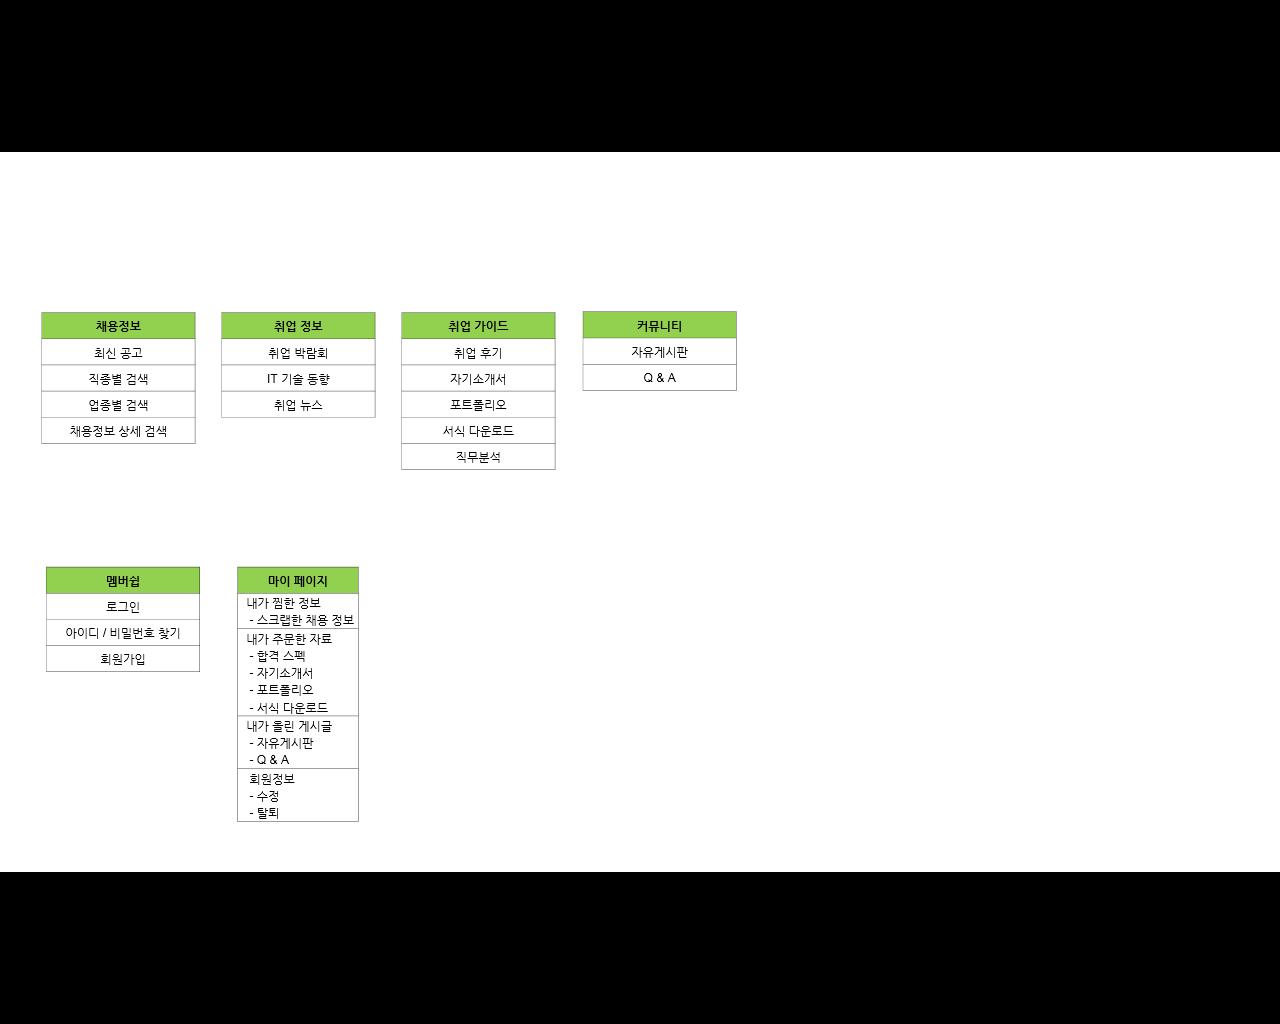 채용정보
최신 공고
직종별 검색
업종별 검색
채용정보 상세 검색
취업 정보
취업 박람회
IT 기술 동향
취업 뉴스
취업 가이드
취업 후기
자기소개서
포트폴리오
서식 다운로드
직무분석
커뮤니티
자유게시판
Q & A
멤버쉽
로그인
아이디 / 비밀번호 찾기
회원가입
마이 페이지
내가 찜한 정보
- 스크랩한 채용 정보
내가 주문한 자료
- 합격 스펙
- 자기소개서
- 포트폴리오
- 서식 다운로드
내가 올린 게시글
- 자유게시판
- Q & A
회원정보
- 수정
- 탈퇴